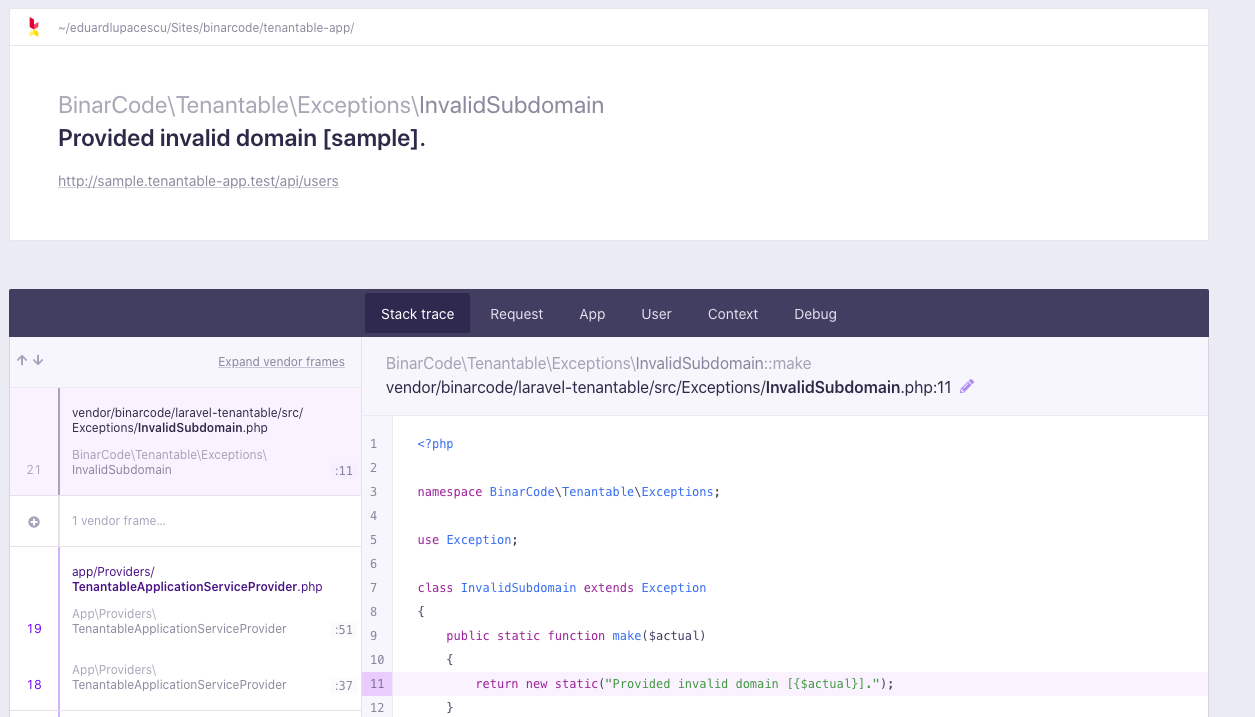 ~/eduardlupacescu/Sites/binarcode/tenantable-app/
BinarCode\Tenantable\Exceptions\InvalidSubdomain
Provided invalid domain [sample].
http://sample.tenantable-app.test/api/users
Stack trace
Request
App
User
Context
Debug
Expand vendor frames
vendor/binarcode/laravel-tenantable/src/
Exceptions/InvalidSubdomain.php
BinarCode\Tenantable\Exceptions\
21 InvalidSubdomain :11
1 vendor frame…
app/Providers/
TenantableApplicationServiceProvider.php
App\Providers\
19 TenantableApplicationServiceProvider :51
App\Providers\
18 TenantableApplicationServiceProvider :37
BinarCode\Tenantable\Exceptions\InvalidSubdomain::make
vendor/binarcode/laravel-tenantable/src/Exceptions/InvalidSubdomain.php:11
1 <?php
2
3 namespace BinarCode\Tenantable\Exceptions;
4
5 use Exception;
6
7 class InvalidSubdomain extends Exception
8 {
9     public static function make($actual)
10     {
11         return new static("Provided invalid domain [{$actual}].");
12     }